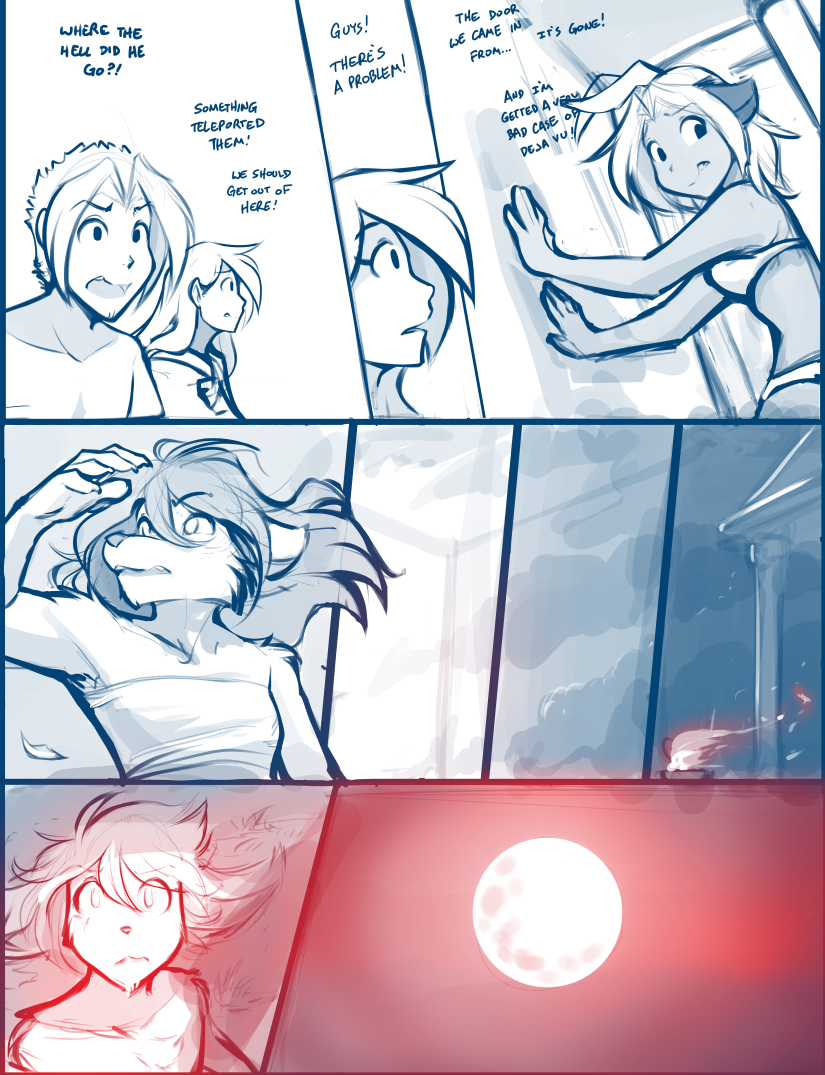 WHERE THE
HELL DID HE
GO?!
SOMETHING
TELEPORTED
THEM!
WE SHOULD
GET OUT OF
HERE!
GUYS!
THERE'S
A PROBLEM!
THE DOOR
WE CAME IN
FROM...
IT'S GONE!
AND I'M
GETTED A VERY
BAD CASE OF
DEJA VU!